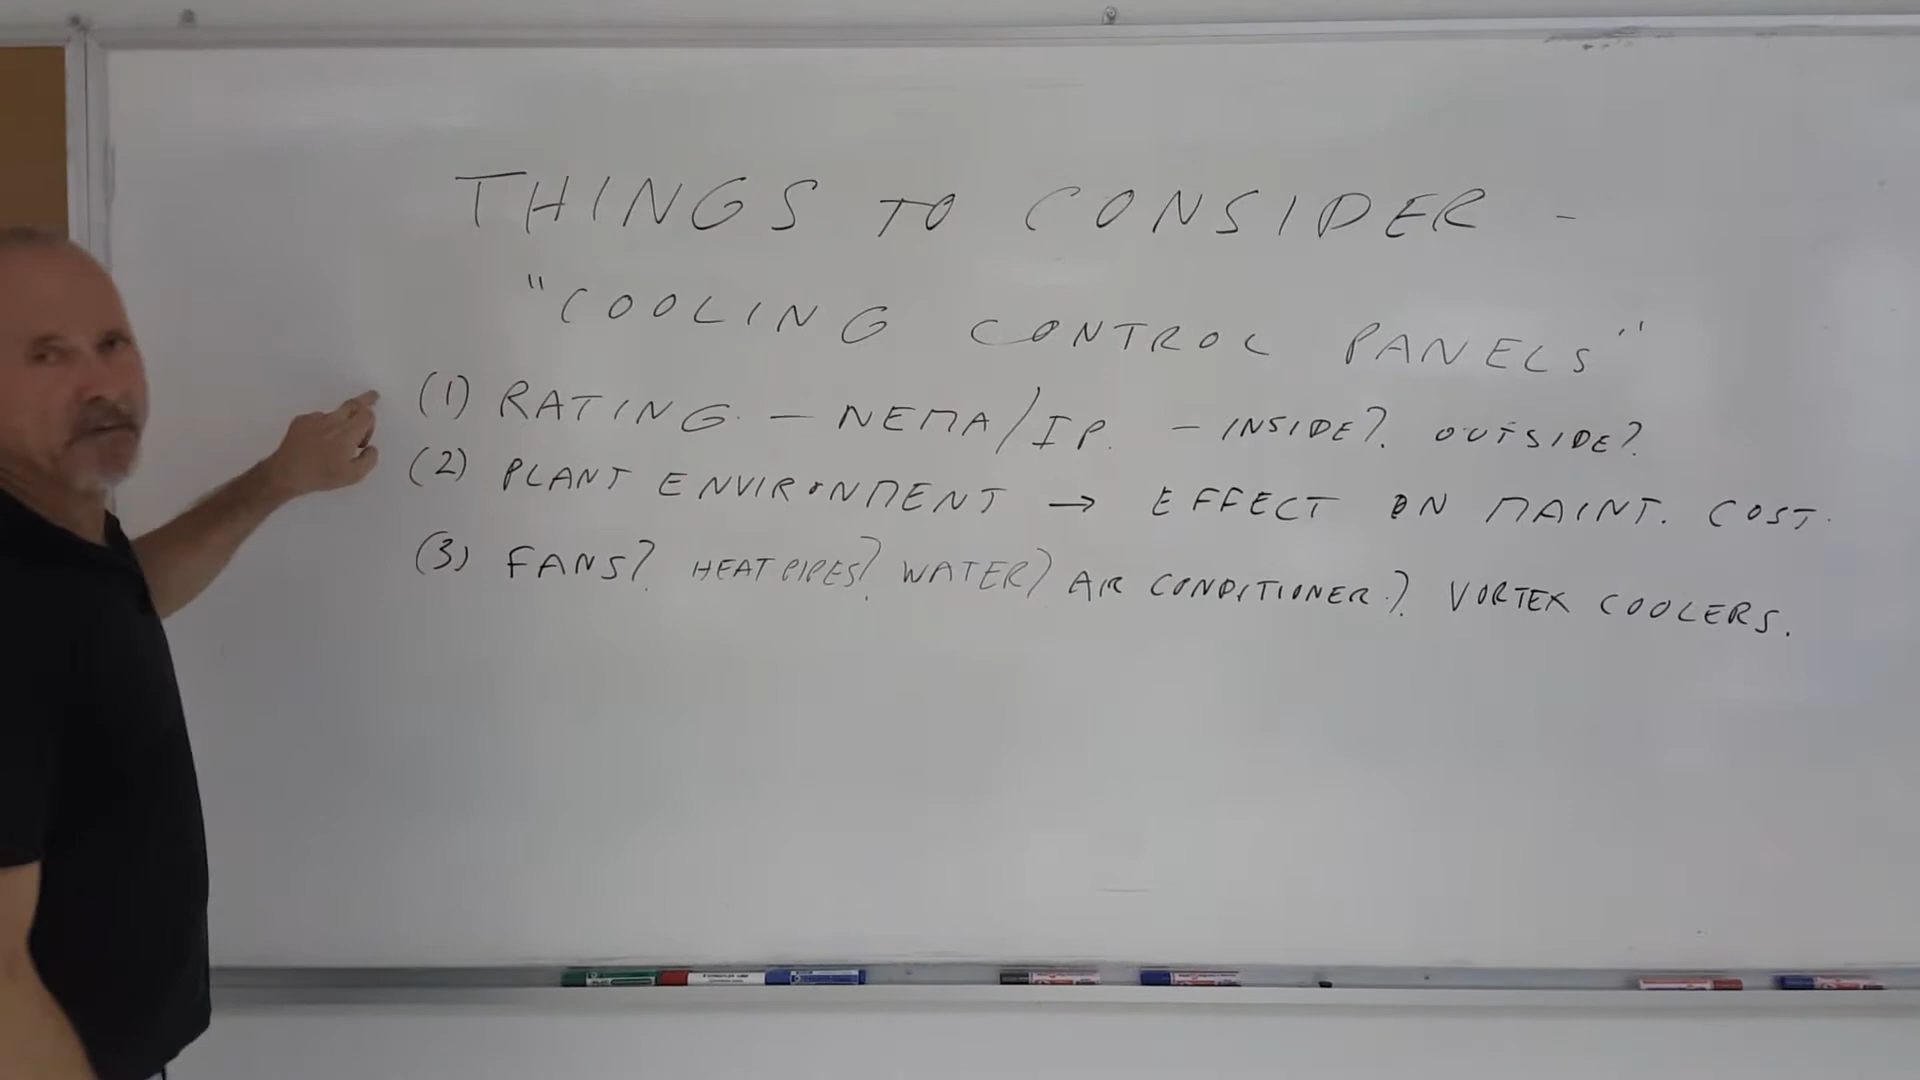 THINGS TO CONSIDER -
"COOLING CONTROL PANELS"
(1) RATING - NEMA/IP. - INSIDE? OUTSIDE?
(2) PLANT ENVIRONMENT → EFFECT ON MAINT. COST.
(3) FANS? HEAT PIPES? WATER? AIR CONDITIONER? VORTEX COOLERS.